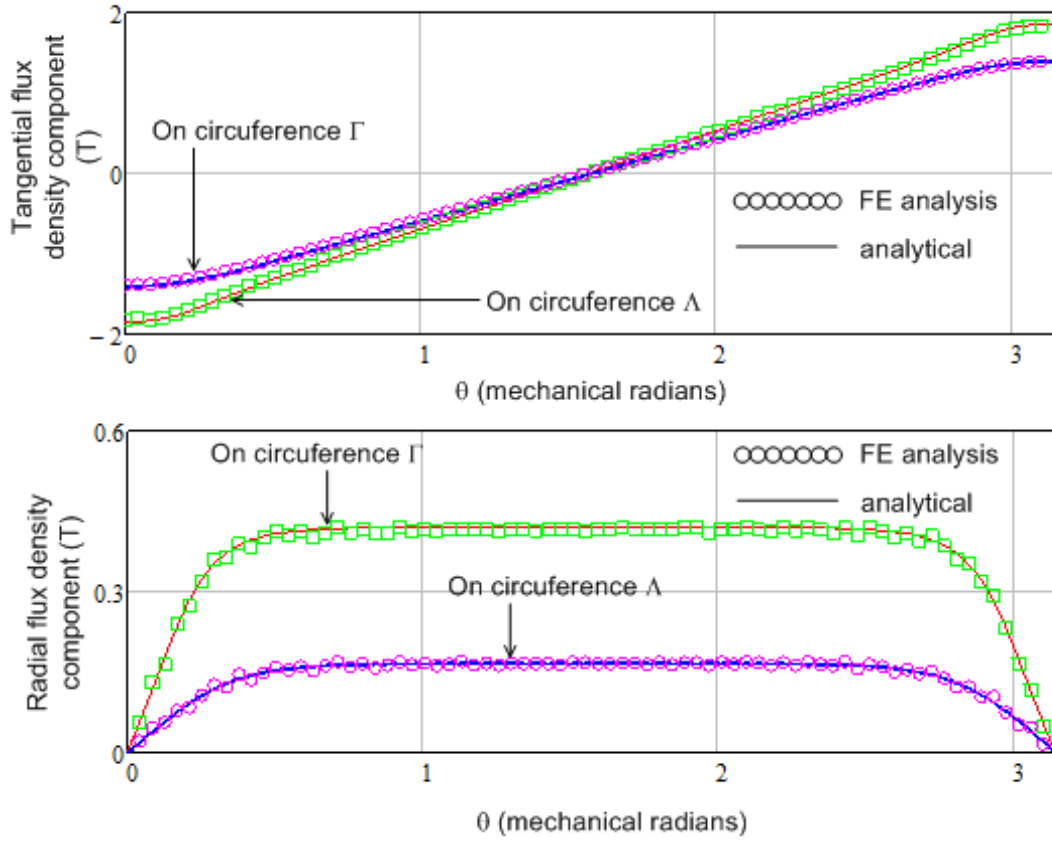 2
Tangential flux
density component
(T)
On circuference Γ
0
FE analysis
analytical
On circuference Λ
−2
0 1 2 3
θ (mechanical radians)
0.6
On circuference Γ
FE analysis
analytical
Radial flux density
component (T)
0.3
On circuference Λ
0
0 1 2 3
θ (mechanical radians)